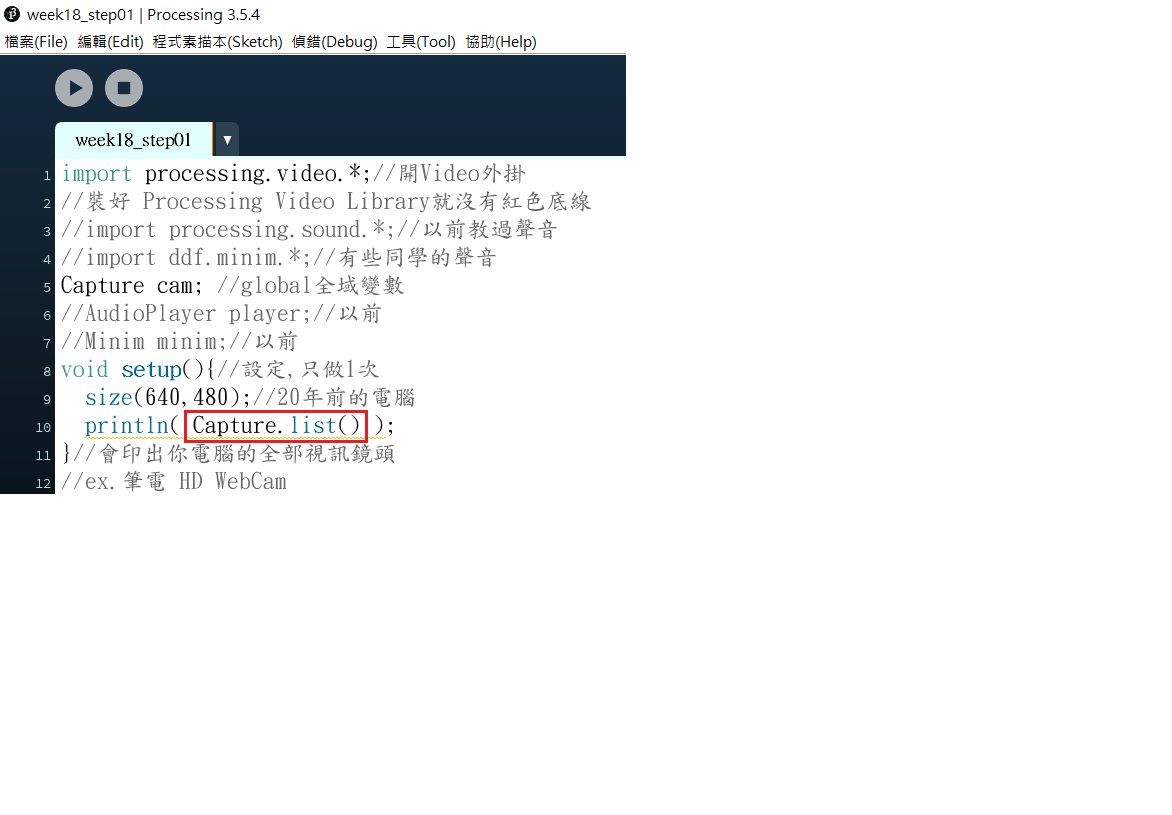 week18_step01 | Processing 3.5.4
檔案(File) 編輯(Edit) 程式素描本(Sketch) 偵錯(Debug) 工具(Tool) 協助(Help)
week18_step01 ▼
1 import processing.video.*;//開Video外掛
2 //裝好 Processing Video Library就沒有紅色底線
3 //import processing.sound.*;//以前教過聲音
4 //import ddf.minim.*;//有些同學的聲音
5 Capture cam; //global全域變數
6 //AudioPlayer player;//以前
7 //Minim minim;//以前
8 void setup(){//設定,只做1次
9 size(640,480);//20年前的電腦
10 println( Capture.list() );
11 }//會印出你電腦的全部視訊鏡頭
12 //ex.筆電 HD WebCam